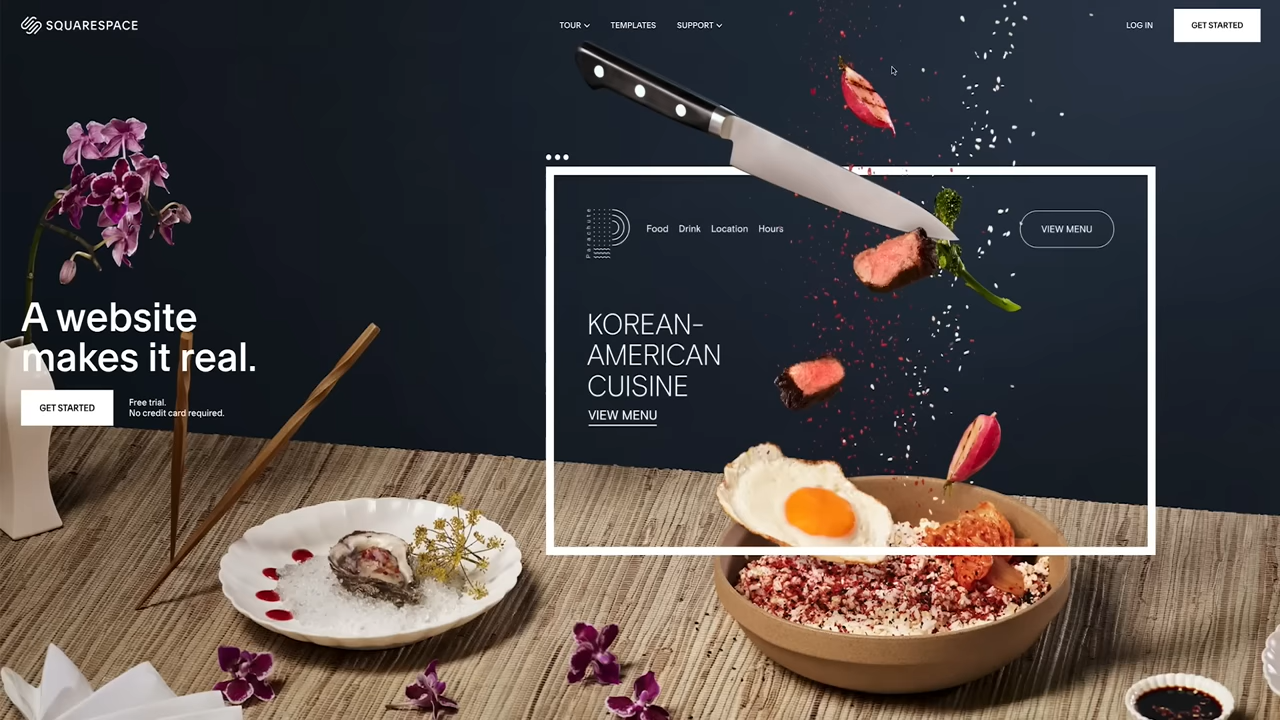 SQUARESPACE
TOUR
TEMPLATES
SUPPORT
LOG IN
GET STARTED
A website
makes it real.
GET STARTED
Free trial.
No credit card required.
Parachute
Food
Drink
Location
Hours
VIEW MENU
KOREAN-
AMERICAN
CUISINE
VIEW MENU